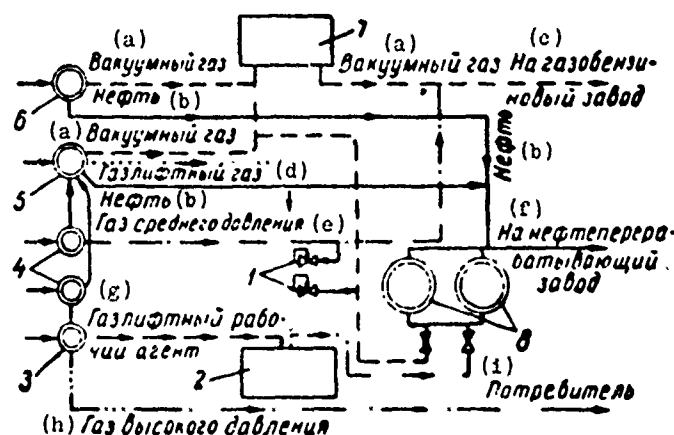 7
(a) (a) (c)
Вакуумный газ Вакуумный газ На газобензи-
новый завод
нефть (b)
6
(a) Вакуумный газ
Нефть (b)
Газлифтный газ (d)
5
Нефть (b) (f)
Газ среднего давления (e) На нефтеперера-
батывающий
завод
4
1
(g)
8
Газлифтный рабо-
чий агент
3
2
(i)
Потребитель
(h) Газ высокого давления